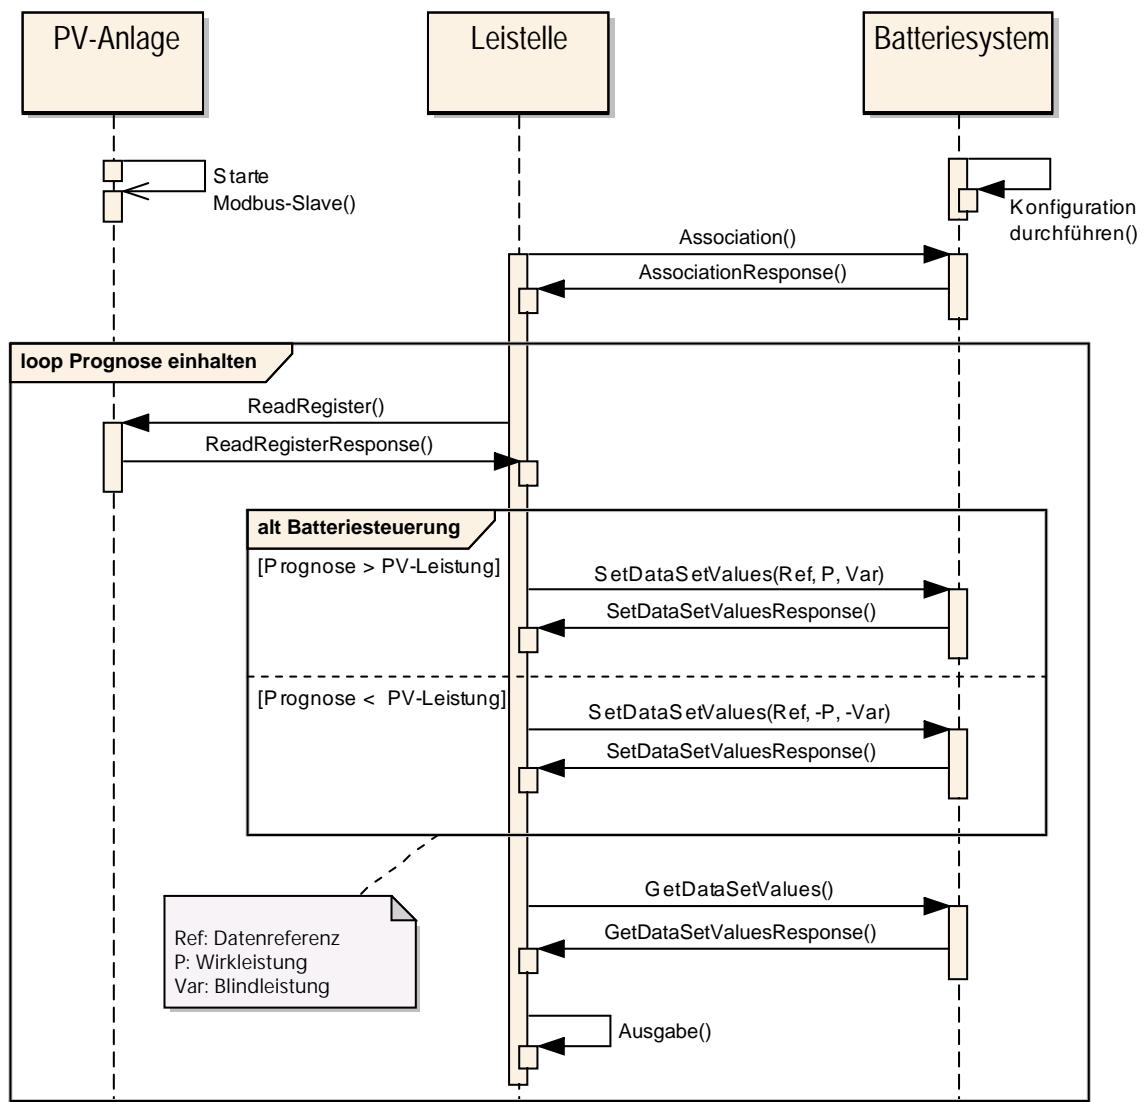 PV-Anlage
Leistelle
Batteriesystem
Starte
Modbus-Slave()
Konfiguration
durchführen()
Association()
AssociationResponse()
loop Prognose einhalten
ReadRegister()
ReadRegisterResponse()
alt Batteriesteuerung
[Prognose > PV-Leistung]
SetDataSetValues(Ref, P, Var)
SetDataSetValuesResponse()
[Prognose < PV-Leistung]
SetDataSetValues(Ref, -P, -Var)
SetDataSetValuesResponse()
GetDataSetValues()
GetDataSetValuesResponse()
Ref: Datenreferenz
P: Wirkleistung
Var: Blindleistung
Ausgabe()